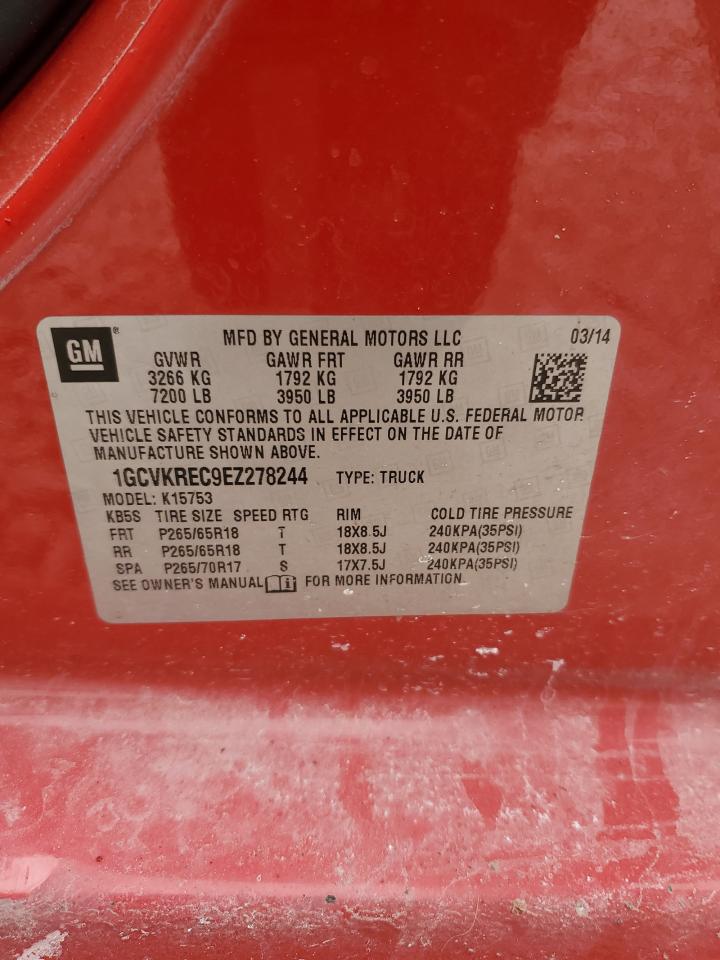 GM® MFD BY GENERAL MOTORS LLC 03/14
GVWR GAWR FRT GAWR RR
3266 KG 1792 KG 1792 KG
7200 LB 3950 LB 3950 LB
THIS VEHICLE CONFORMS TO ALL APPLICABLE U.S. FEDERAL MOTOR
VEHICLE SAFETY STANDARDS IN EFFECT ON THE DATE OF
MANUFACTURE SHOWN ABOVE.
1GCVKREC9EZ278244 TYPE: TRUCK
MODEL: K15753
KB5S TIRE SIZE SPEED RTG RIM COLD TIRE PRESSURE
FRT P265/65R18 T 18X8.5J 240KPA(35PSI)
RR P265/65R18 T 18X8.5J 240KPA(35PSI)
SPA P265/70R17 S 17X7.5J 240KPA(35PSI)
SEE OWNER'S MANUAL FOR MORE INFORMATION